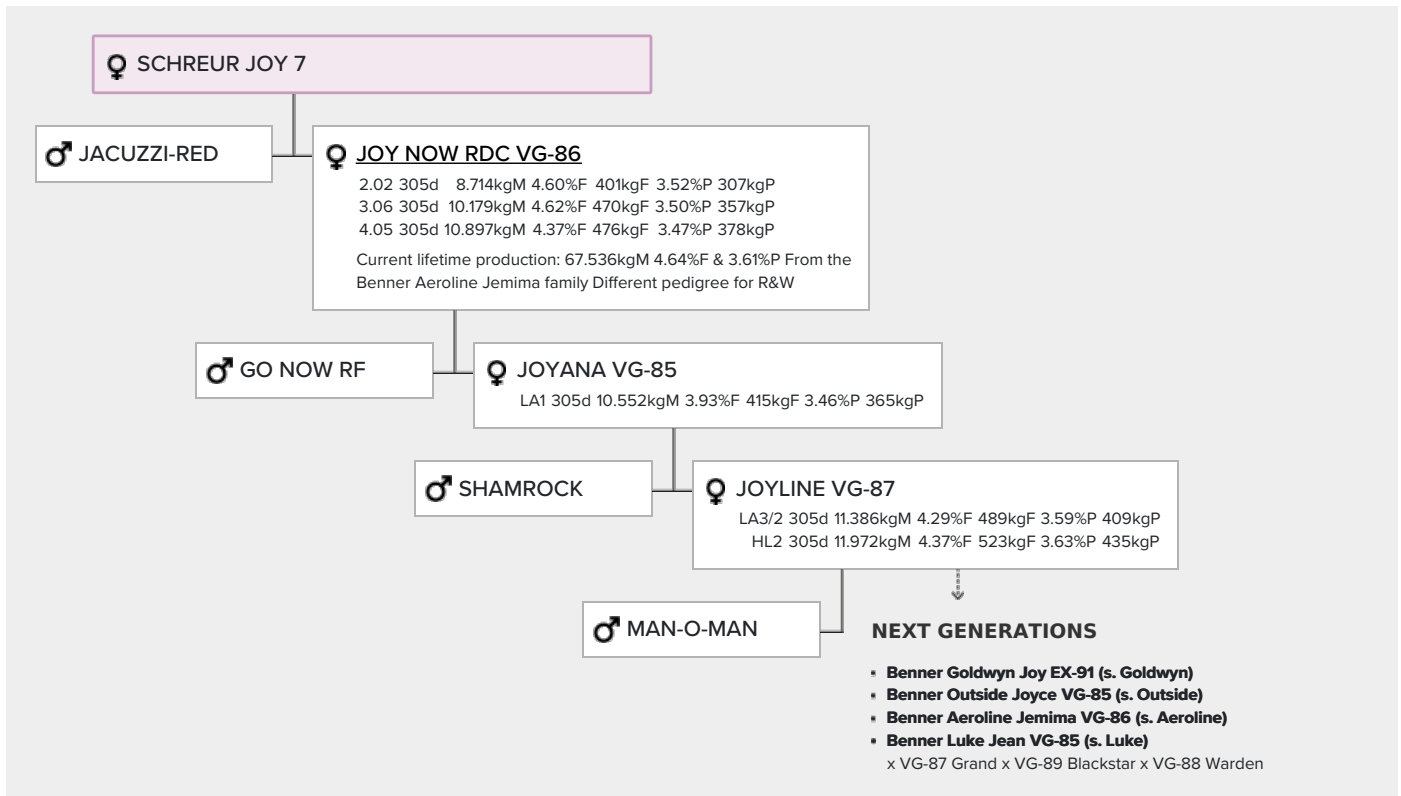 SCHREUR JOY 7
JACUZZI-RED
JOY NOW RDC VG-86
2.02 305d 8.714kgM 4.60%F 401kgF 3.52%P 307kgP
3.06 305d 10.179kgM 4.62%F 470kgF 3.50%P 357kgP
4.05 305d 10.897kgM 4.37%F 476kgF 3.47%P 378kgP
Current lifetime production: 67.536kgM 4.64%F & 3.61%P From the
Benner Aeroline Jemima family Different pedigree for R&W
GO NOW RF
JOYANA VG-85
LA1 305d 10.552kgM 3.93%F 415kgF 3.46%P 365kgP
SHAMROCK
JOYLINE VG-87
LA3/2 305d 11.386kgM 4.29%F 489kgF 3.59%P 409kgP
HL2 305d 11.972kgM 4.37%F 523kgF 3.63%P 435kgP
MAN-O-MAN
NEXT GENERATIONS
Benner Goldwyn Joy EX-91 (s. Goldwyn)
Benner Outside Joyce VG-85 (s. Outside)
Benner Aeroline Jemima VG-86 (s. Aeroline)
Benner Luke Jean VG-85 (s. Luke)
x VG-87 Grand x VG-89 Blackstar x VG-88 Warden